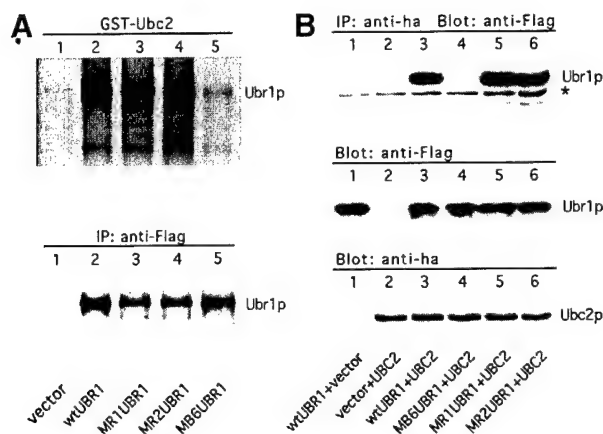 A
GST-Ubc2
1 2 3 4 5
Ubr1p
IP: anti-Flag
1 2 3 4 5
Ubr1p
vector
wtUBR1
MR1UBR1
MR2UBR1
MB6UBR1
B
IP: anti-ha Blot: anti-Flag
1 2 3 4 5 6
Ubr1p
*
Blot: anti-Flag
1 2 3 4 5 6
Ubr1p
Blot: anti-ha
1 2 3 4 5 6
Ubc2p
wtUBR1+vector
vector+UBC2
wtUBR1+UBC2
MB6UBR1+UBC2
MR1UBR1+UBC2
MR2UBR1+UBC2